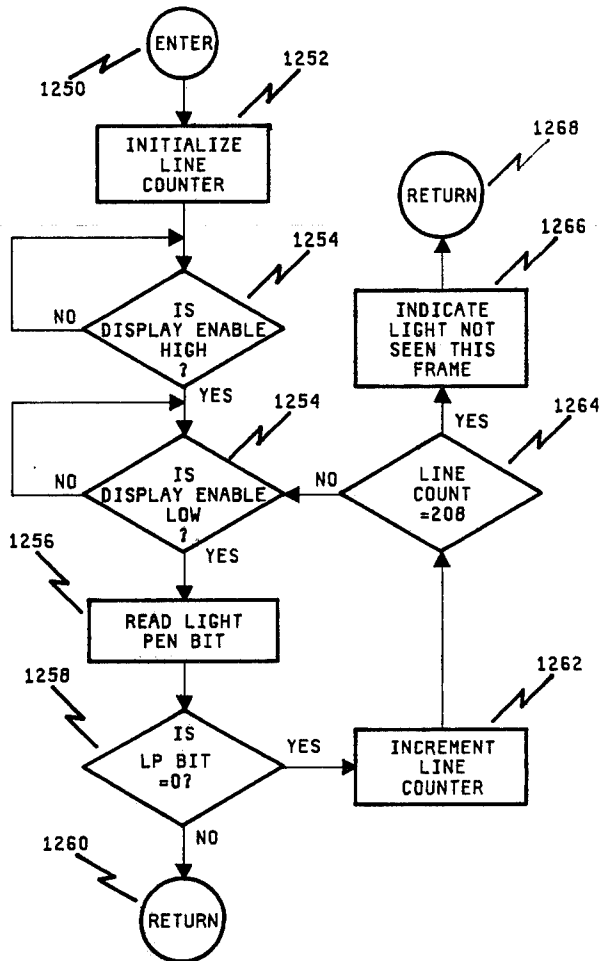 ENTER
1250
1252
INITIALIZE
LINE
COUNTER
1254
IS
DISPLAY ENABLE
HIGH
?
NO
YES
1254
IS
DISPLAY ENABLE
LOW
?
NO
YES
1256
READ LIGHT
PEN BIT
1258
IS
LP BIT
=0?
YES
NO
1260
RETURN
1262
INCREMENT
LINE
COUNTER
1264
LINE
COUNT
=208
NO
YES
1266
INDICATE
LIGHT NOT
SEEN THIS
FRAME
1268
RETURN